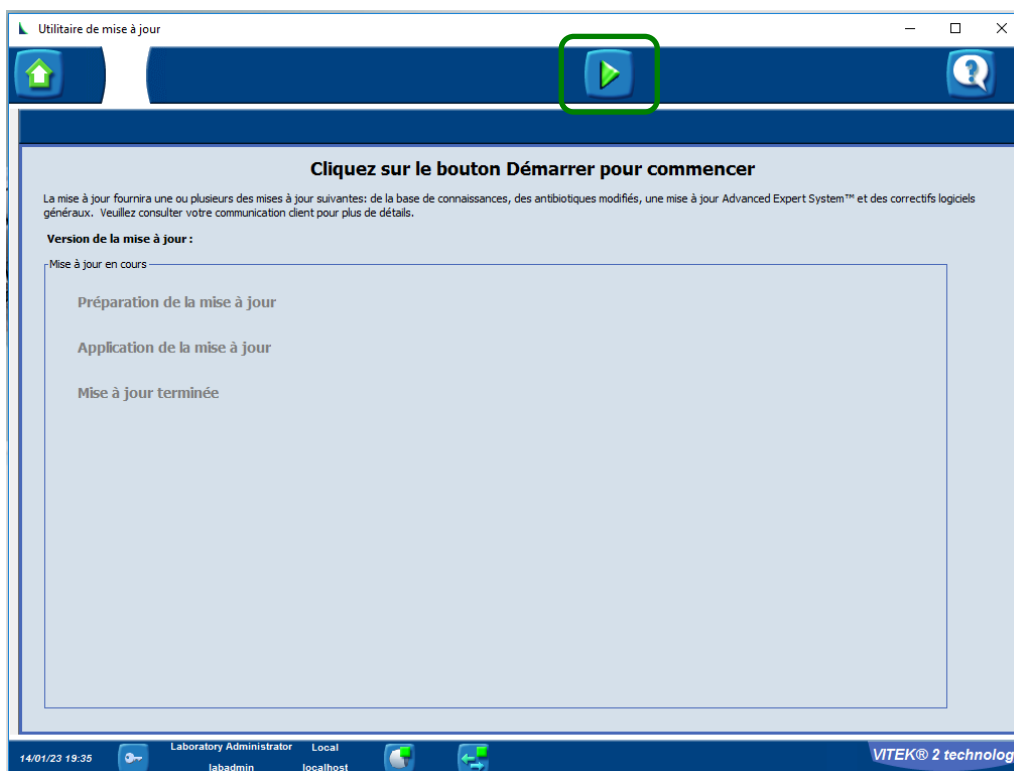 Utilitaire de mise à jour
Cliquez sur le bouton Démarrer pour commencer
La mise à jour fournira une ou plusieurs des mises à jour suivantes: de la base de connaissances, des antibiotiques modifiés, une mise à jour Advanced Expert System™ et des correctifs logiciels
généraux. Veuillez consulter votre communication client pour plus de détails.
Version de la mise à jour :
Mise à jour en cours
Préparation de la mise à jour
Application de la mise à jour
Mise à jour terminée
14/01/23 19:35
Laboratory Administrator
labadmin
Local
localhost
VITEK® 2 technolog